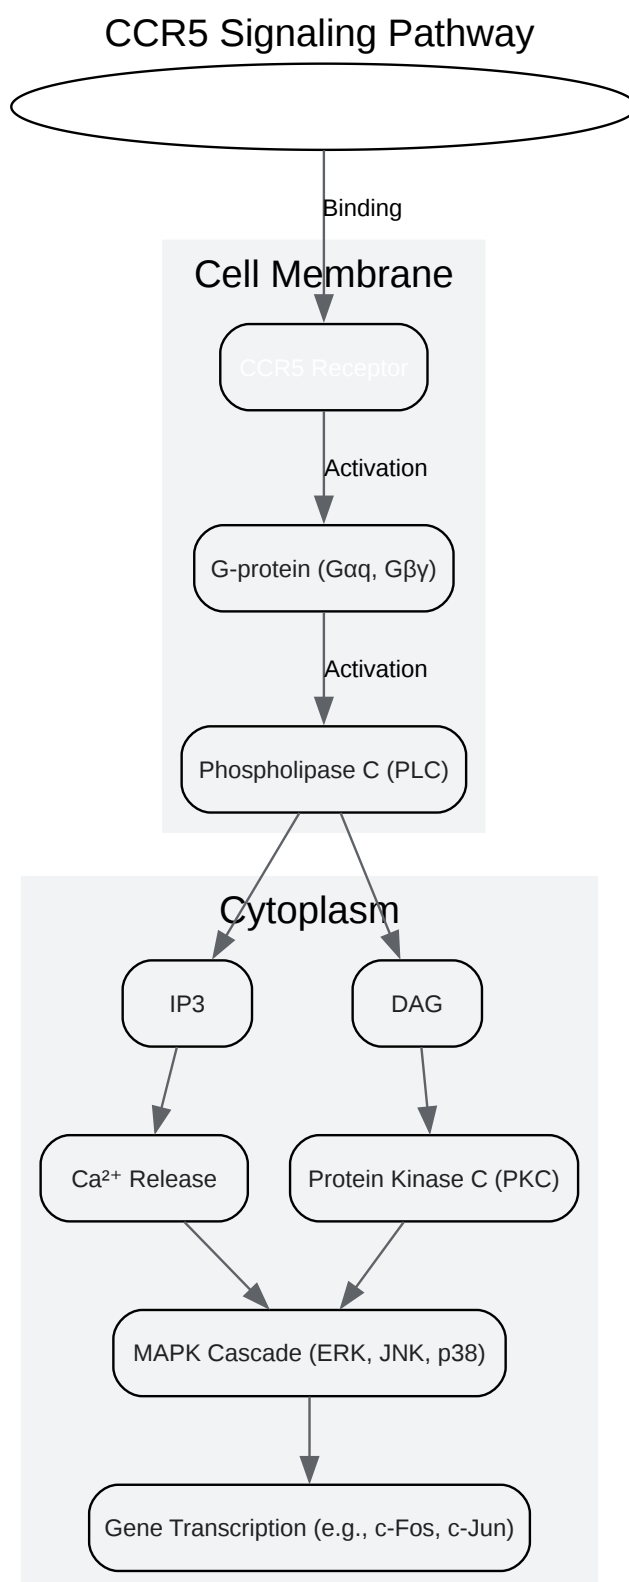 CCR5 Signaling Pathway
Binding
Cell Membrane
CCR5 Receptor
Activation
G-protein (Gαq, Gβγ)
Activation
Phospholipase C (PLC)
Cytoplasm
IP3
DAG
Ca²⁺ Release
Protein Kinase C (PKC)
MAPK Cascade (ERK, JNK, p38)
Gene Transcription (e.g., c-Fos, c-Jun)